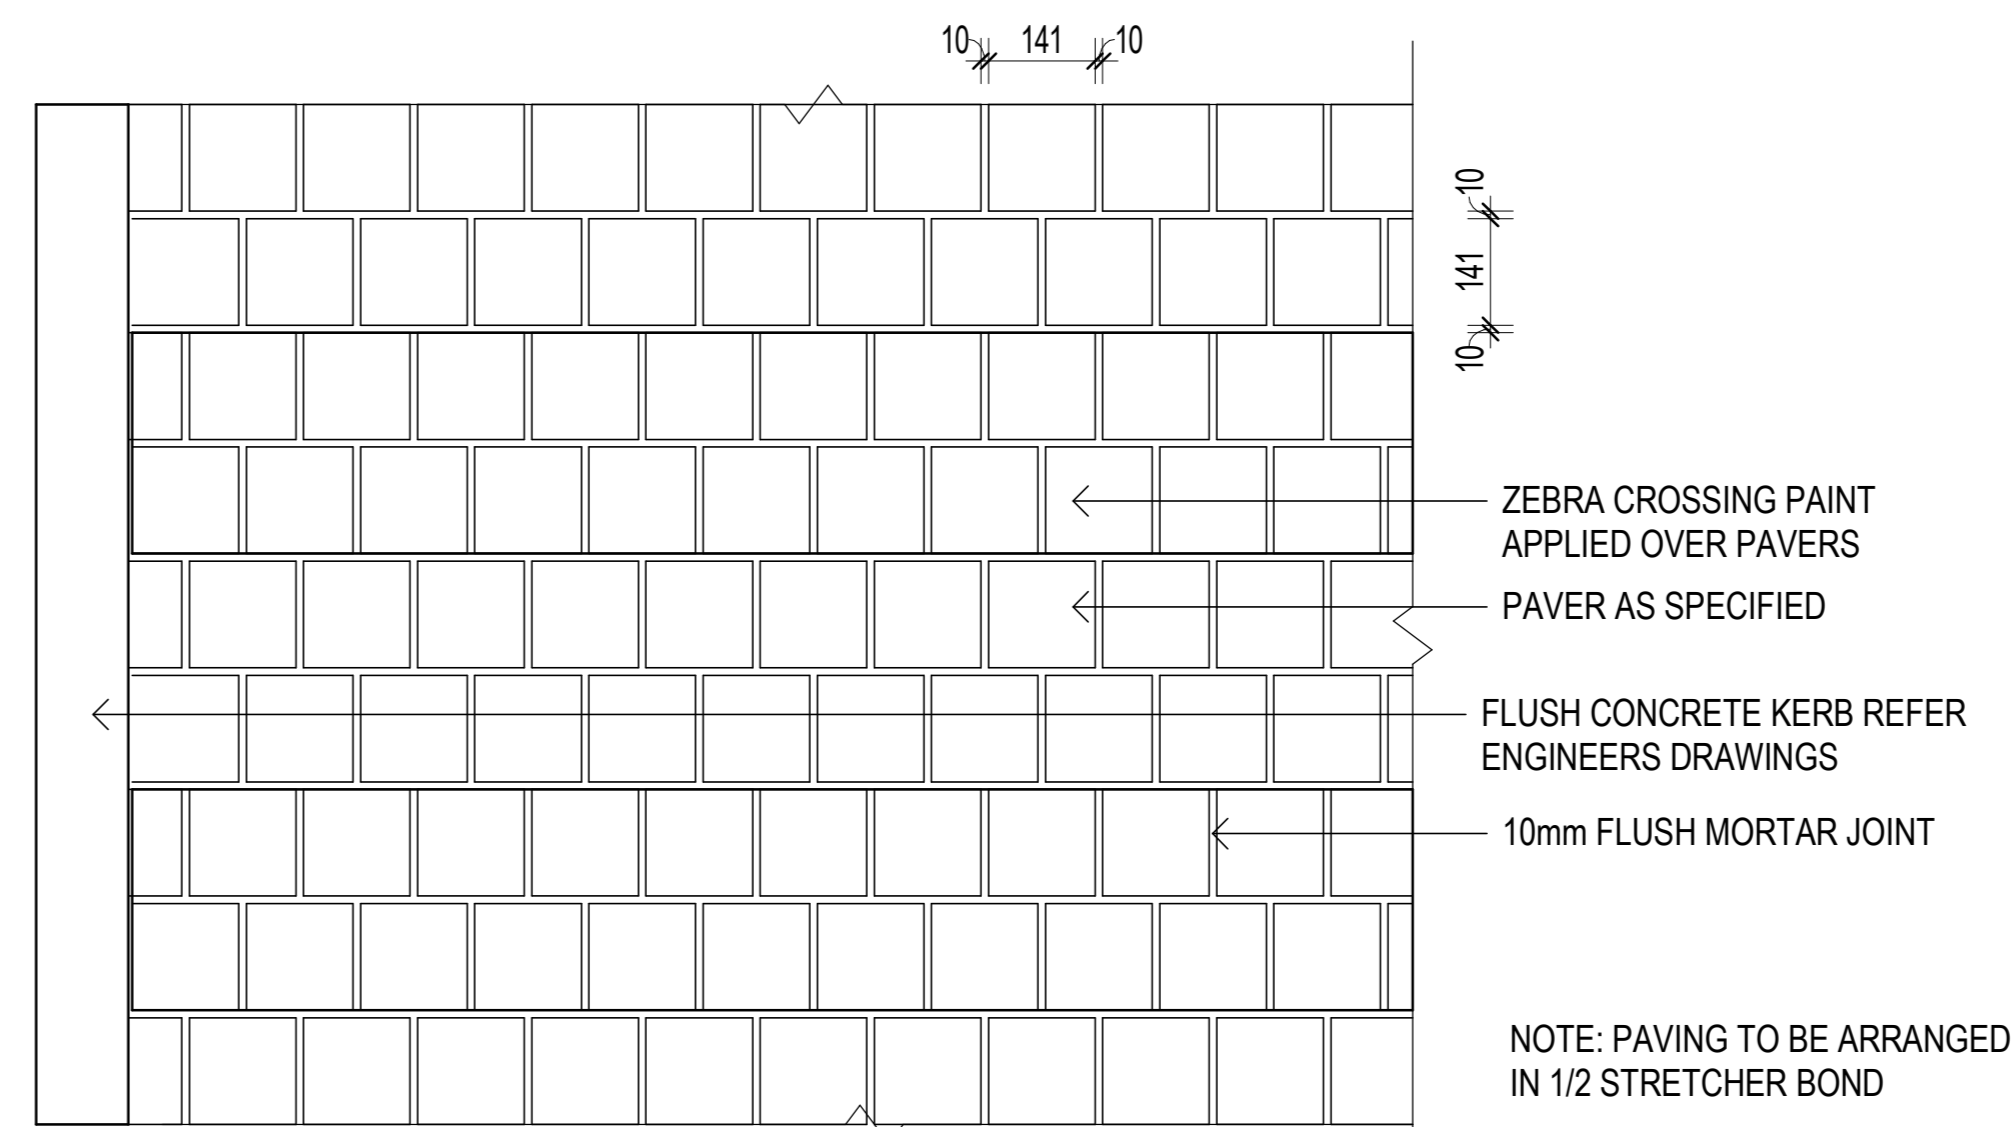 10 141 10
10
141
10
ZEBRA CROSSING PAINT
APPLIED OVER PAVERS
PAVER AS SPECIFIED
FLUSH CONCRETE KERB REFER
ENGINEERS DRAWINGS
10mm FLUSH MORTAR JOINT
NOTE: PAVING TO BE ARRANGED
IN 1/2 STRETCHER BOND